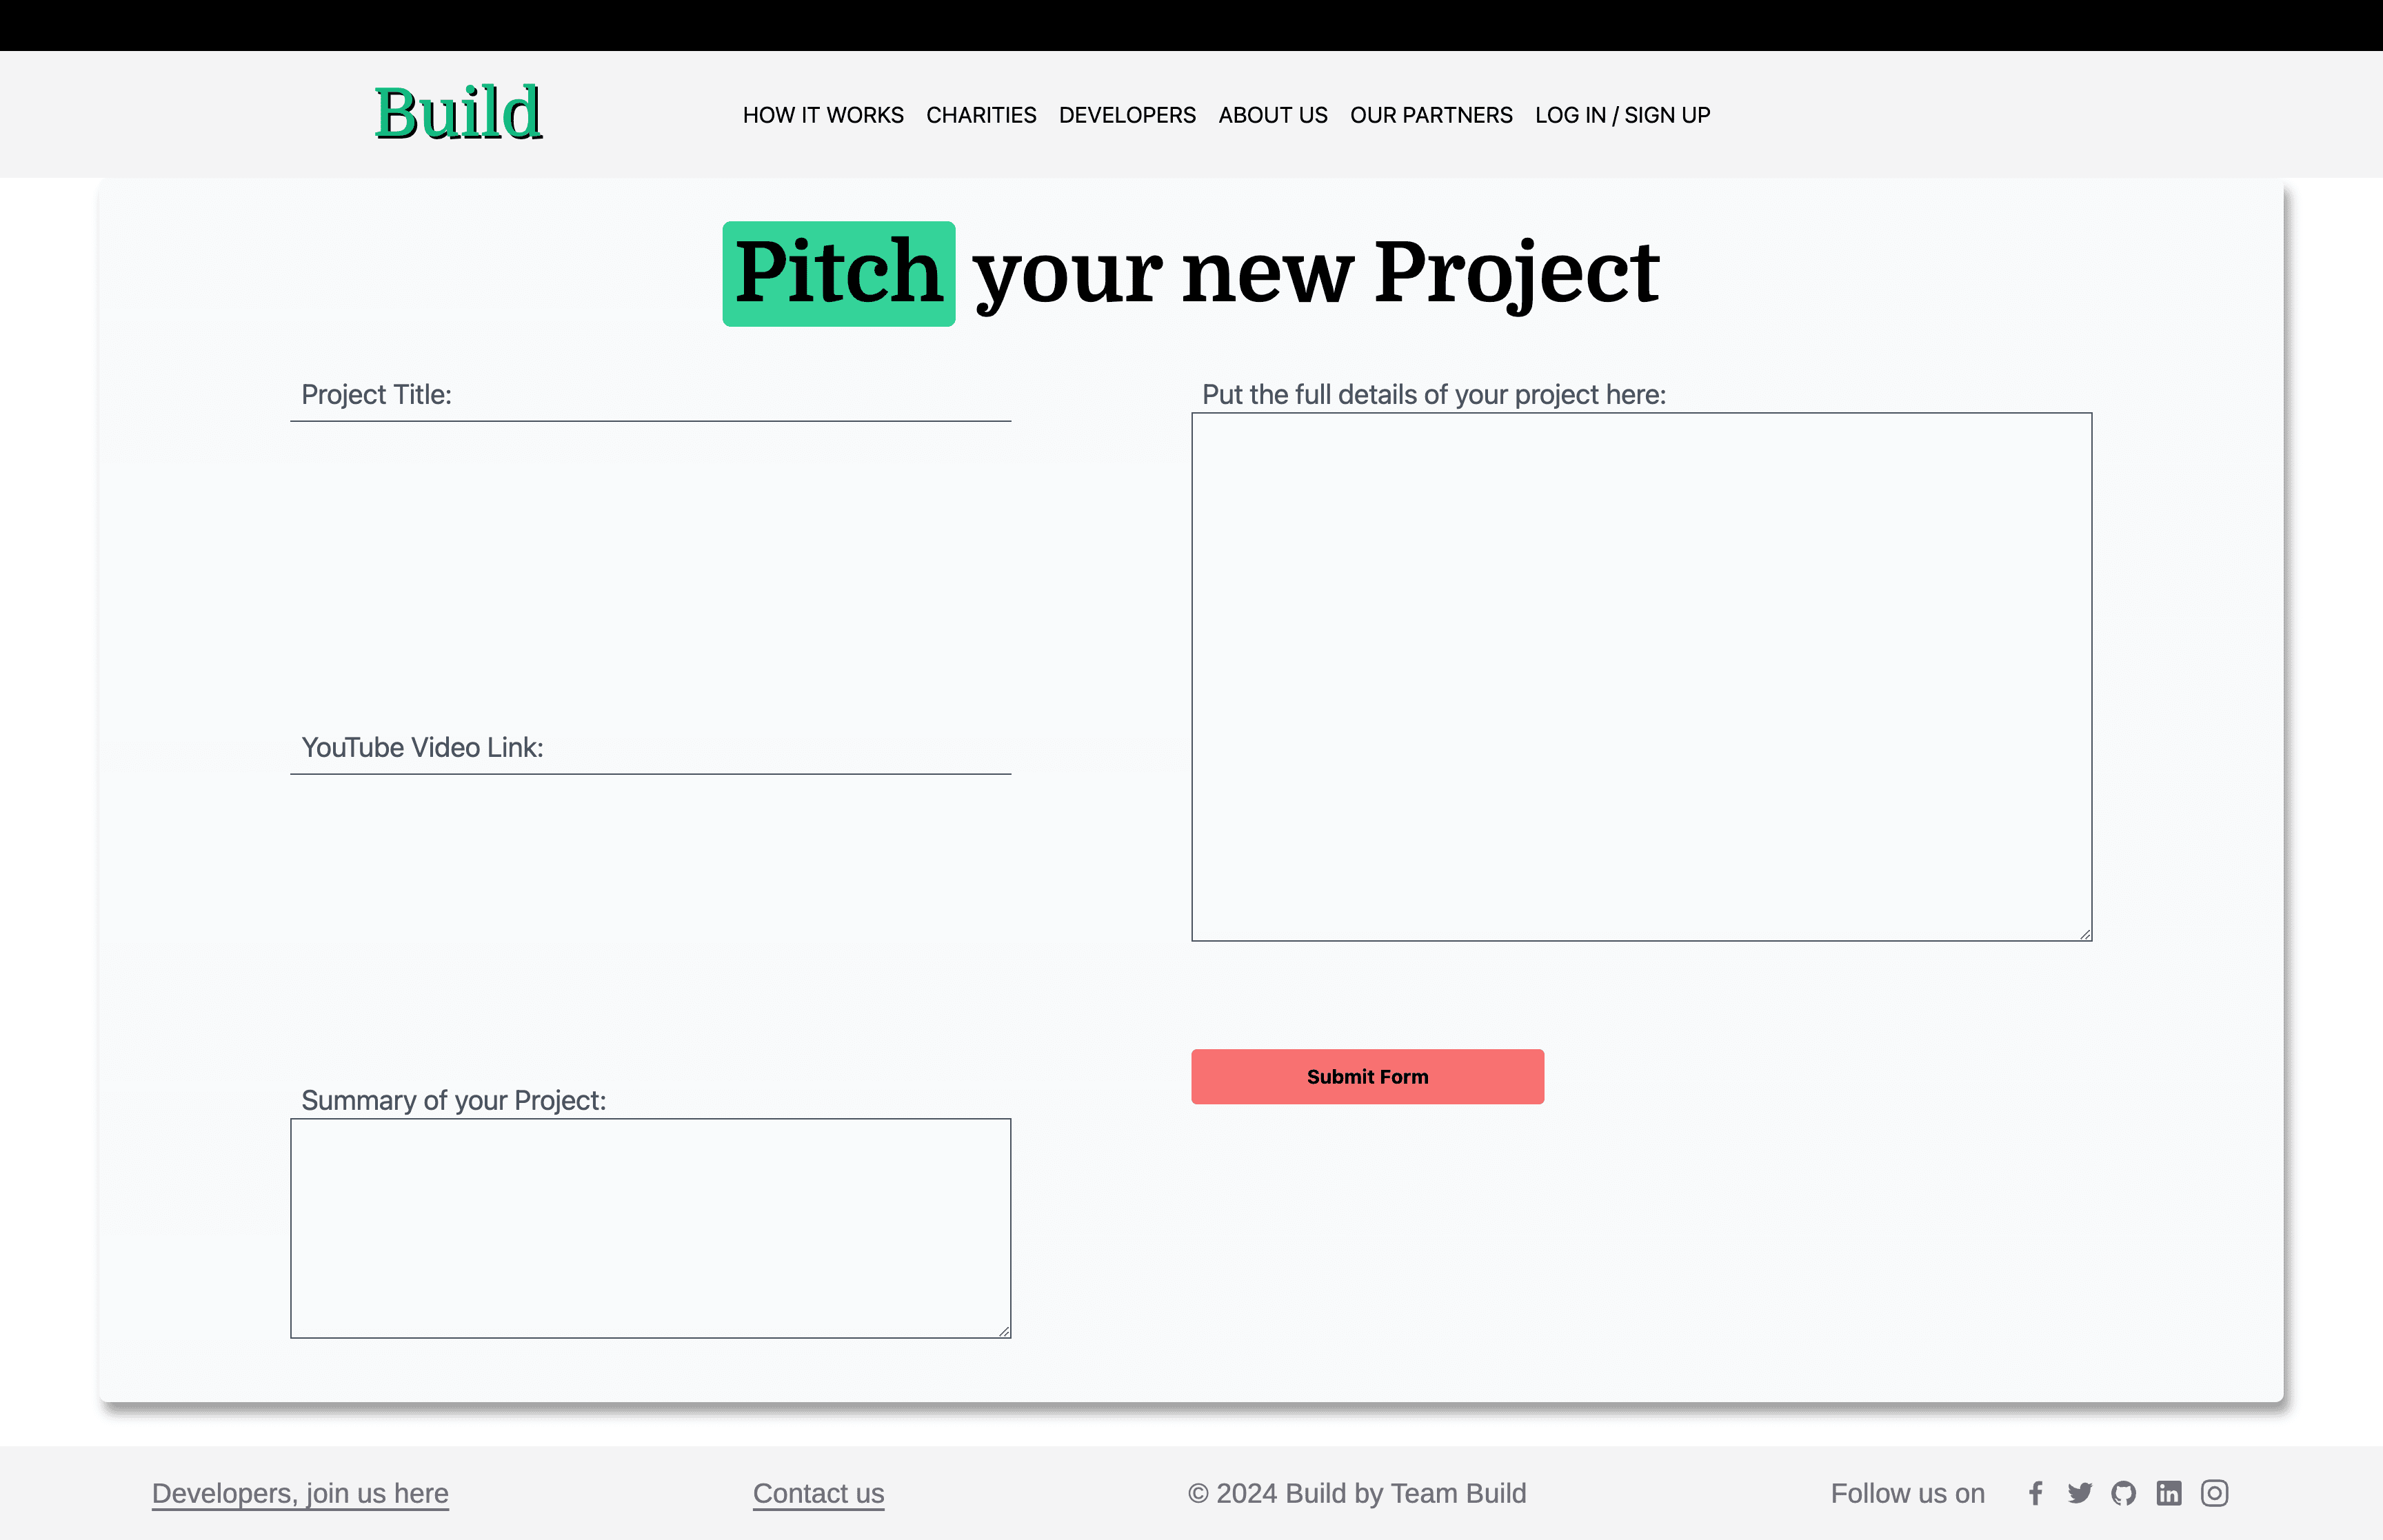 Build
HOW IT WORKS CHARITIES DEVELOPERS ABOUT US OUR PARTNERS LOG IN / SIGN UP
Pitch your new Project
Project Title:
YouTube Video Link:
Summary of your Project:
Put the full details of your project here:
Submit Form
Developers, join us here
Contact us
© 2024 Build by Team Build
Follow us on